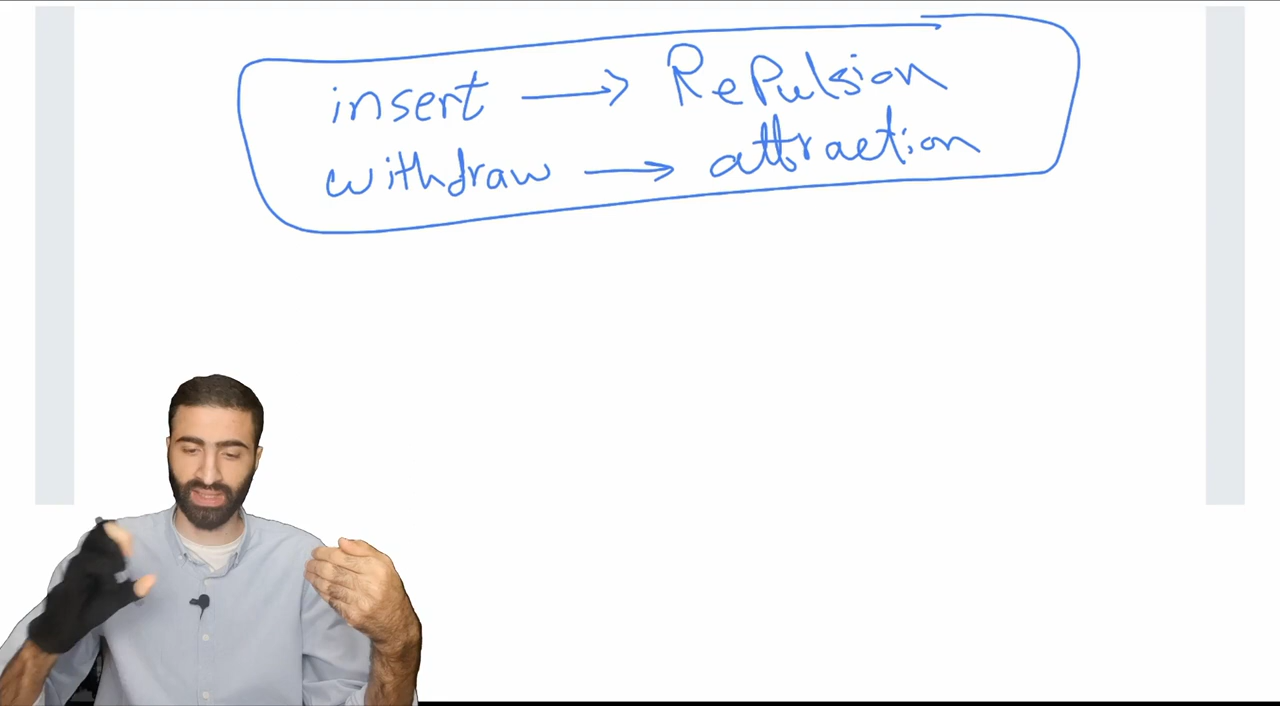 insert → Repulsion
withdraw → attraction